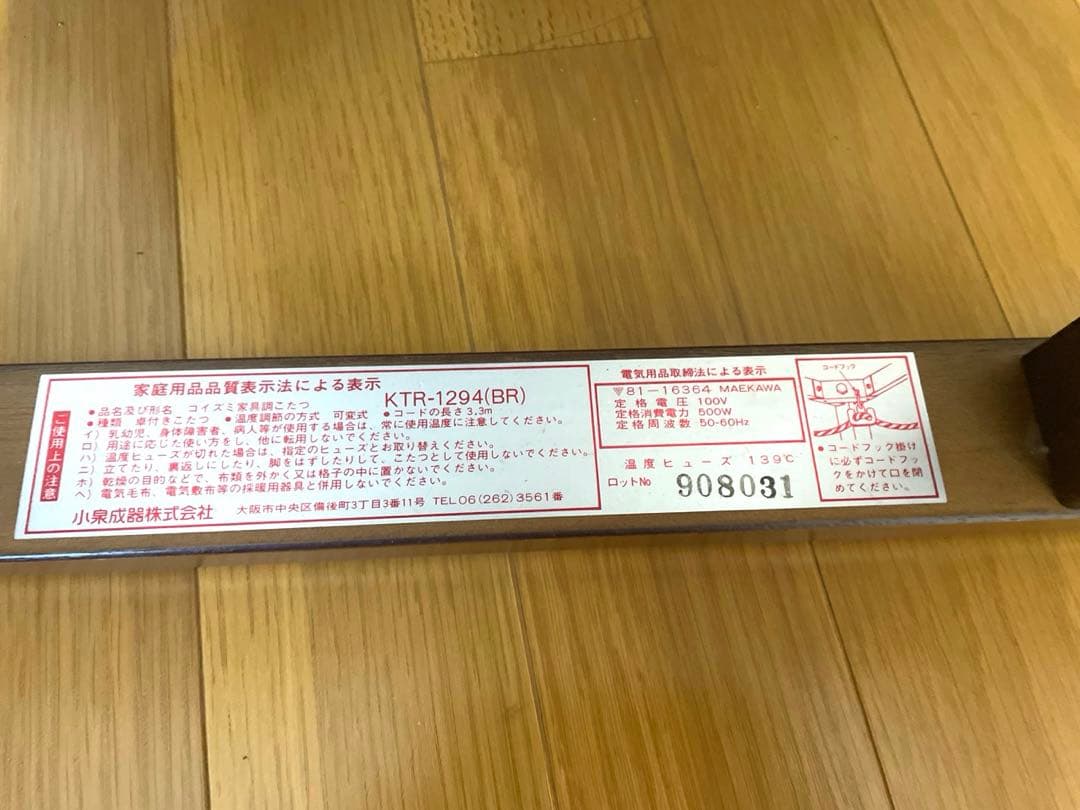 家庭用品品質表示法による表示
●品名及び形名 コイズミ家具調こたつ KTR-1294(BR)
●種類 卓付きこたつ ●温度調節の方式 可変式 ●コードの長さ3.3m
ご使用上の注意
イ)乳幼児、身体障害者、病人等が使用する場合は、常に使用温度に注意してください。
ロ)用途に応じた使い方をし、他に転用しないでください。
ハ)温度ヒューズが切れた場合は、指定のヒューズとお取り替えください。
ニ)立てたり、裏返しにしたり、脚をはずしたりして、こたつとして使用しないでください。
ホ)乾燥の目的などで、布類を外かく又は格子の中に置かないでください。
ヘ)電気毛布、電気敷布等の採暖用器具と併用しないでください。
小泉成器株式会社 大阪市中央区備後町3丁目3番11号 TEL06(262)3561番
電気用品取締法による表示
▽81-16364 MAEKAWA
定格電圧 100V
定格消費電力 500W
定格周波数 50-60Hz
温度ヒューズ 139℃
ロットNo 908031
コードフック
●コードフック掛け
に必ずコードフック
をかけて口を閉
めてください。